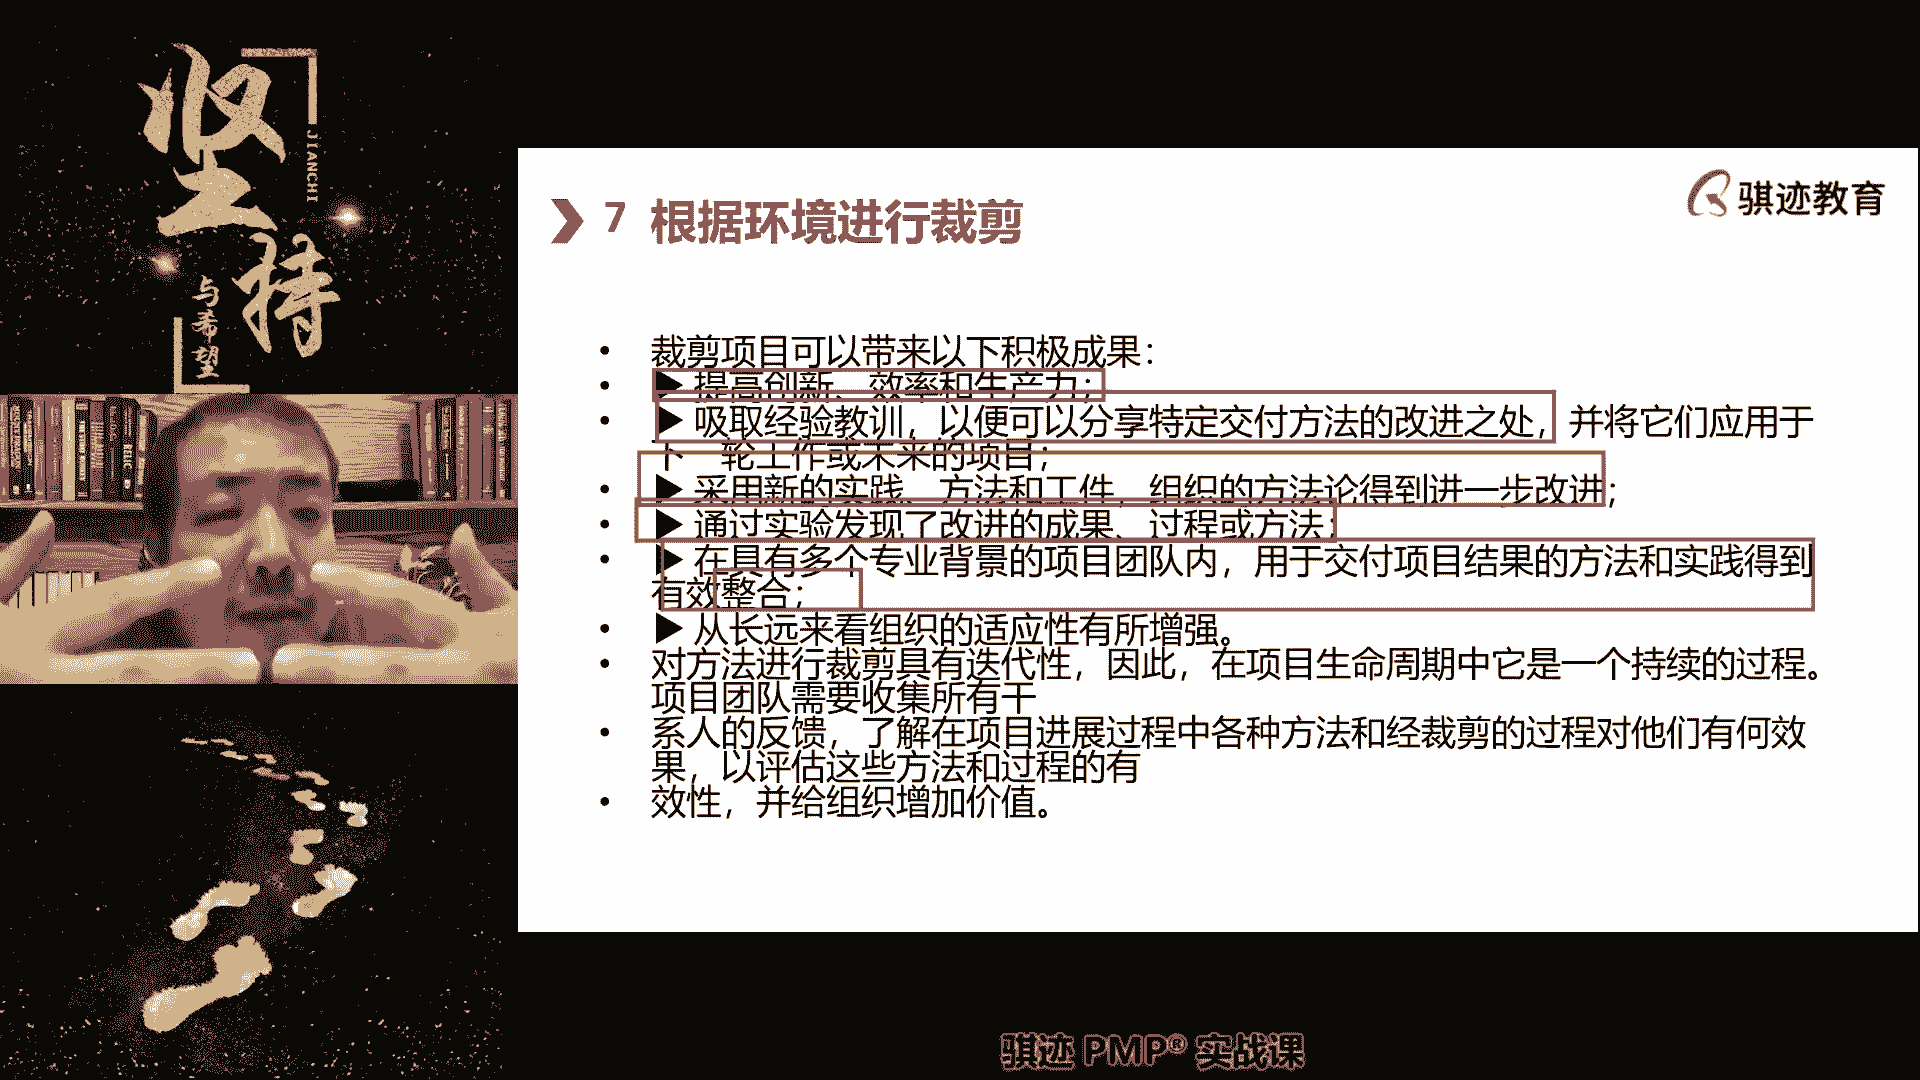 坚持
JIANCHI
与希望
骐迹教育
7 根据环境进行裁剪
• 裁剪项目可以带来以下积极成果：
• ▶ 提高创新、效率和生产力；
• ▶ 吸取经验教训，以便可以分享特定交付方法的改进之处，并将它们应用于
下一轮工作或未来的项目；
• ▶ 采用新的实践、方法和工件，组织的方法论得到进一步改进；
• ▶ 通过实验发现了改进的成果、过程或方法；
• ▶ 在具有多个专业背景的项目团队内，用于交付项目结果的方法和实践得到
有效整合；
• ▶ 从长远来看组织的适应性有所增强。
• 对方法进行裁剪具有迭代性，因此，在项目生命周期中它是一个持续的过程。
项目团队需要收集所有干
• 系人的反馈，了解在项目进展过程中各种方法和经裁剪的过程对他们有何效
果，以评估这些方法和过程的有
• 效性，并给组织增加价值。
骐迹 PMP® 实战课